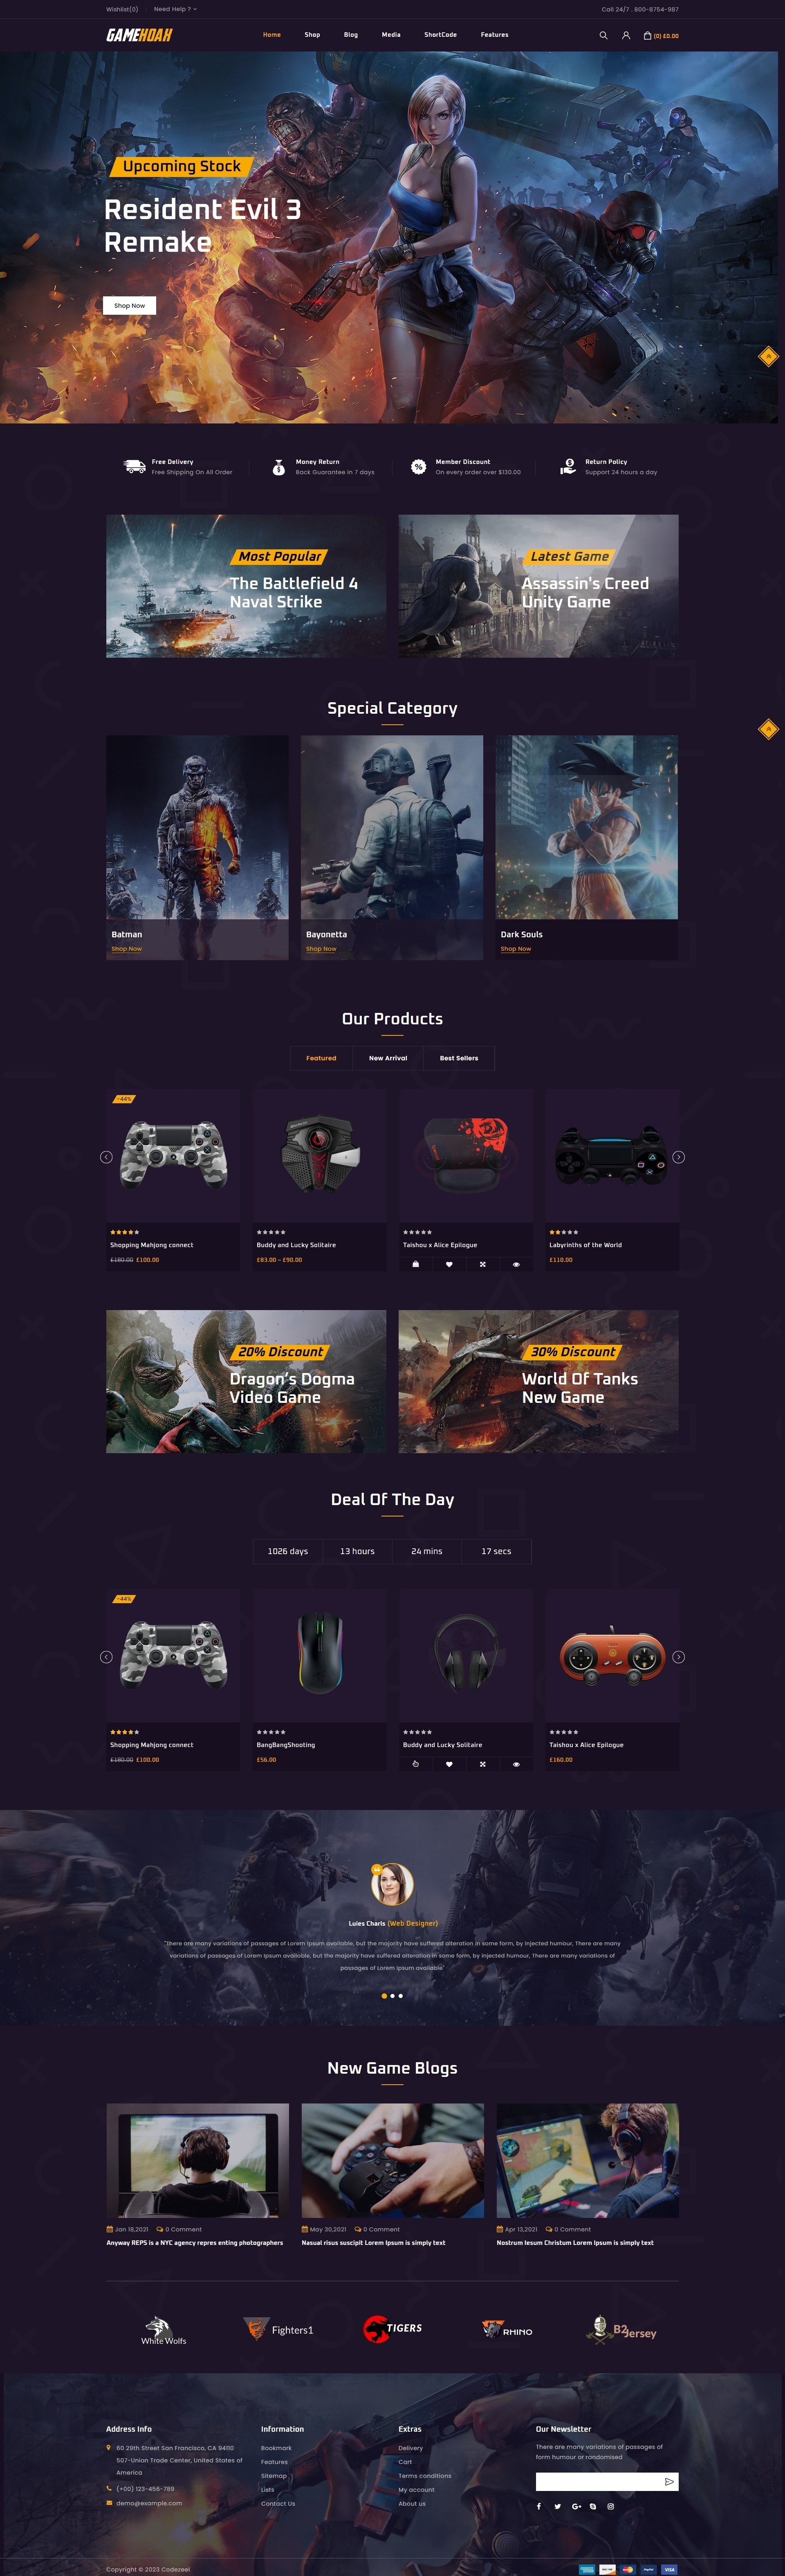 Wishlist(0)
Need Help ?
Call 24/7 . 800-8754-987
GAMEHOAH
Home
Shop
Blog
Media
ShortCode
Features
(0) £0.00
Upcoming Stock
Resident Evil 3
Remake
Shop Now
Free Delivery
Free Shipping On All Order
Money Return
Back Guarantee in 7 days
Member Discount
On every order over $130.00
Return Policy
Support 24 hours a day
Most Popular
The Battlefield 4
Naval Strike
Latest Game
Assassin's Creed
Unity Game
Special Category
Batman
Shop Now
Bayonetta
Shop Now
Dark Souls
Shop Now
Our Products
Featured
New Arrival
Best Sellers
-44%
Shopping Mahjong connect
£180.00 £100.00
Buddy and Lucky Solitaire
£83.00 – £90.00
Taishou x Alice Epilogue
Labyrinths of the World
£110.00
20% Discount
Dragon’s Dogma
Video Game
30% Discount
World Of Tanks
New Game
Deal Of The Day
1026 days
13 hours
24 mins
17 secs
-44%
Shopping Mahjong connect
£180.00 £100.00
BangBangShooting
£56.00
Buddy and Lucky Solitaire
Taishou x Alice Epilogue
£160.00
Luies Charls (Web Designer)
"There are many variations of passages of Lorem Ipsum available, but the majority have suffered alteration in some form, by injected humour, There are many
variations of passages of Lorem Ipsum available, but the majority have suffered alteration in some form, by injected humour, There are many variations of
passages of Lorem Ipsum available"
New Game Blogs
Jan 18,2021
0 Comment
Anyway REPS is a NYC agency repres enting photographers
May 30,2021
0 Comment
Nasual risus suscipit Lorem Ipsum is simply text
Apr 13,2021
0 Comment
Nostrum Iesum Christum Lorem Ipsum is simply text
White Wolfs
Fighters1
TIGERS
RHINO
B2
Jersey
Address Info
60 29th Street San Francisco, CA 94110
507-Union Trade Center, United States of
America
(+00) 123-456-789
demo@example.com
Information
Bookmark
Features
Sitemap
Lists
Contact Us
Extras
Delivery
Cart
Terms conditions
My account
About us
Our Newsletter
There are many variations of passages of
form humour or randomised
Copyright © 2023 Codezeel
VISA